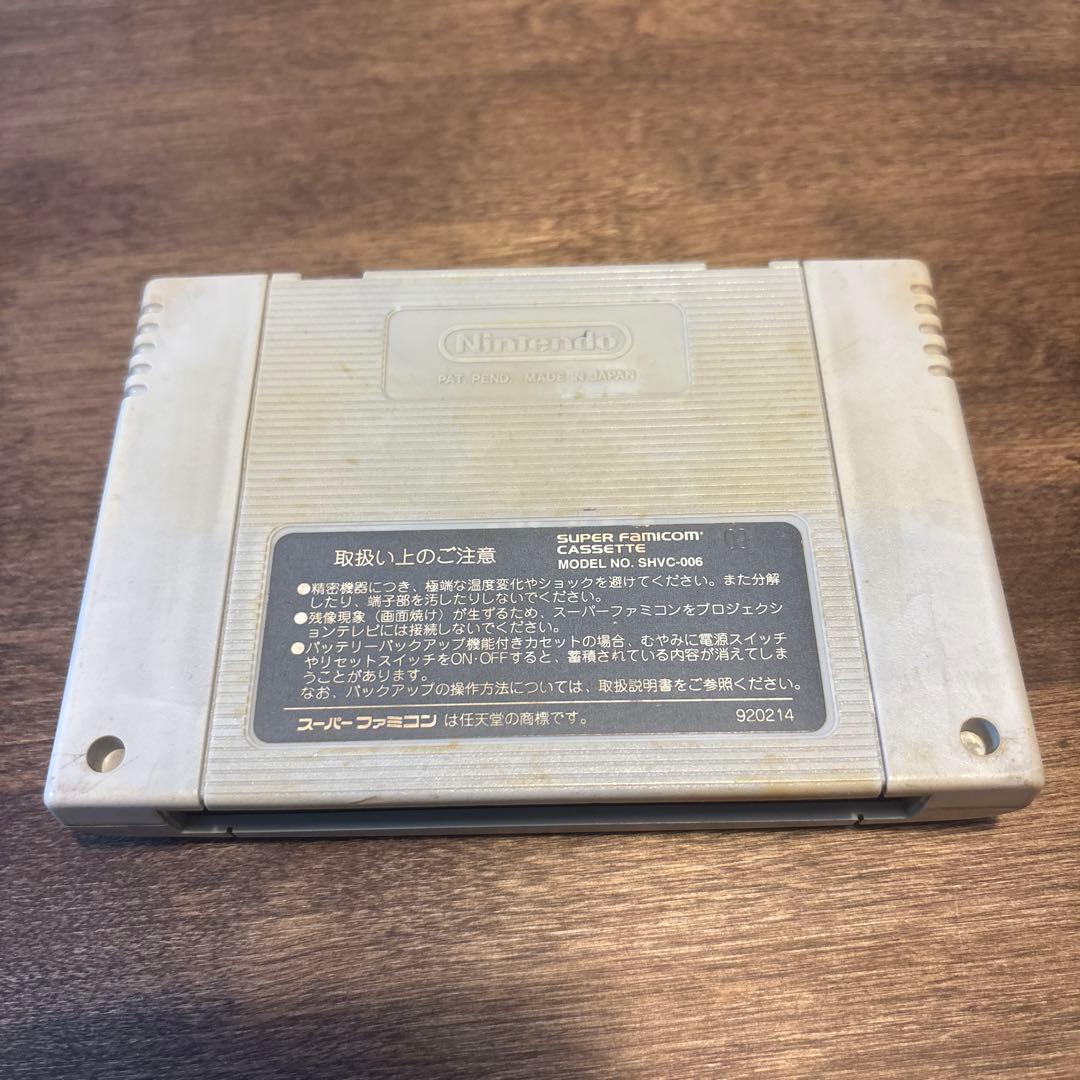 Nintendo
PAT. PEND. MADE IN JAPAN
取扱い上のご注意
SUPER FAMICOM
CASSETTE
MODEL NO. SHVC-006
●精密機器につき、極端な温度変化やショックを避けてください。また分解
したり、端子部を汚したりしないでください。
●残像現象（画面焼け）が生ずるため、スーパーファミコンをプロジェクシ
ョンテレビには接続しないでください。
●バッテリーバックアップ機能付きカセットの場合、むやみに電源スイッチ
やリセットスイッチをON·OFFすると、蓄積されている内容が消えてしま
うことがあります。
なお、バックアップの操作方法については、取扱説明書をご参照ください。
スーパーファミコン は任天堂の商標です。
920214